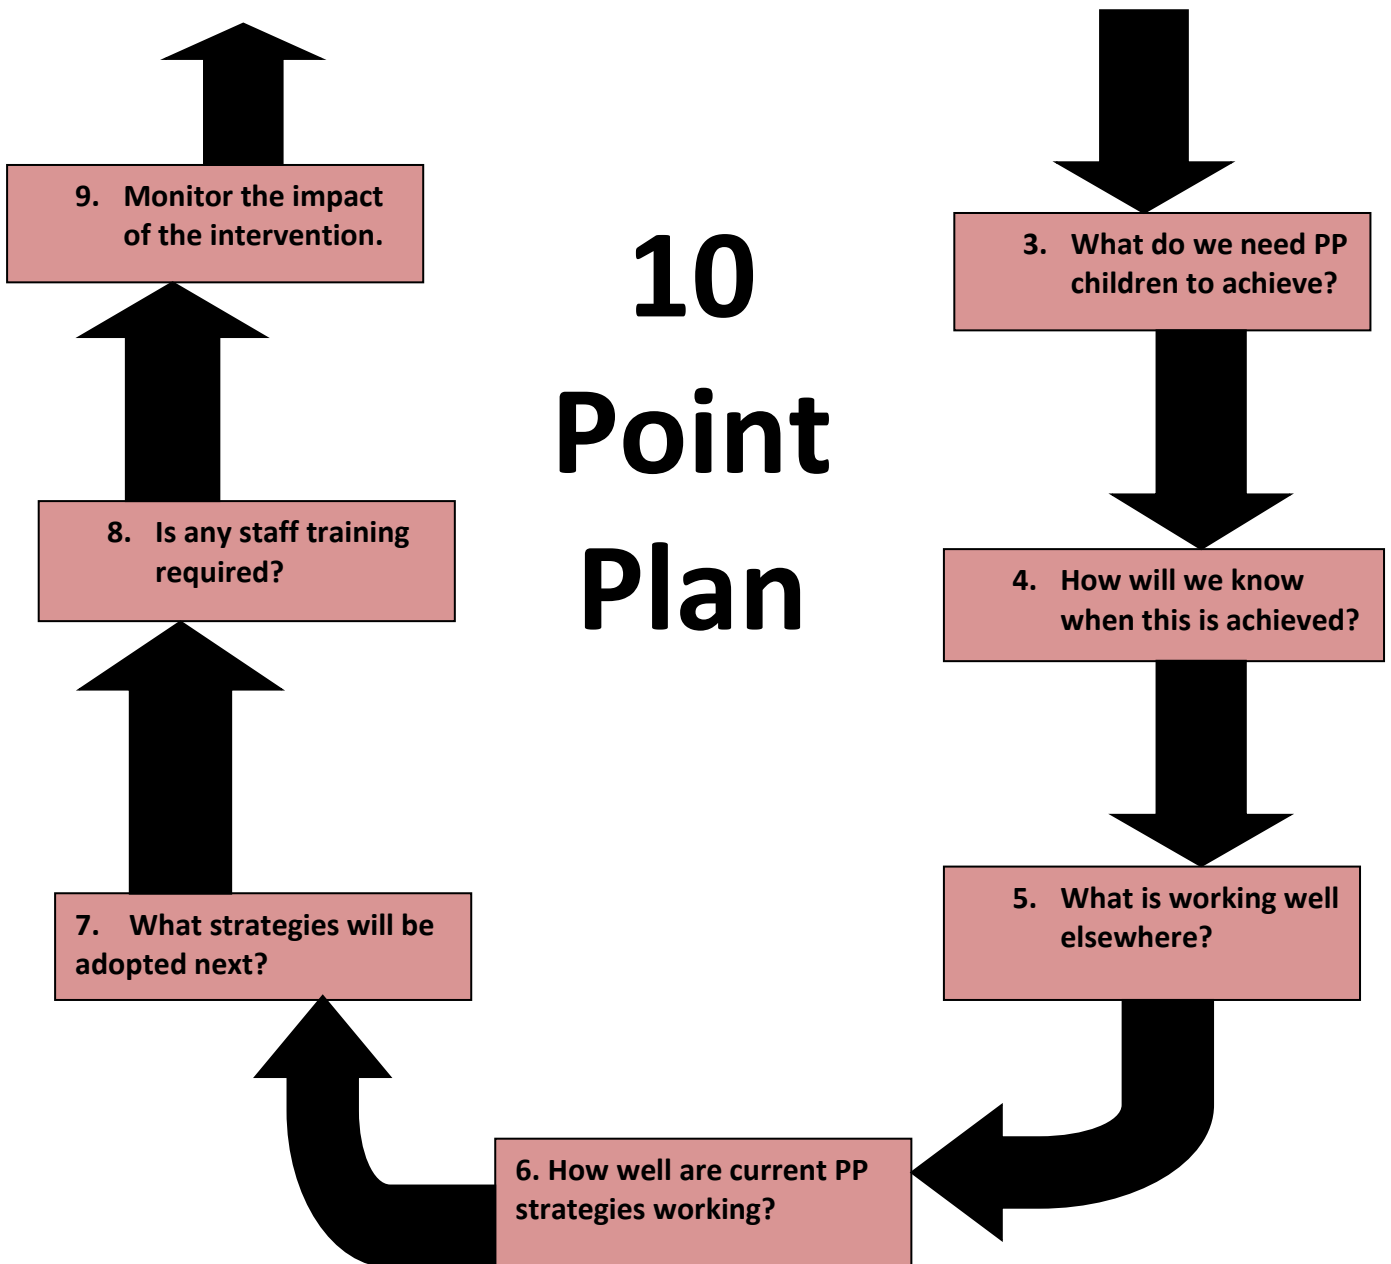 10
Point
Plan
3. What do we need PP
children to achieve?
4. How will we know
when this is achieved?
5. What is working well
elsewhere?
6. How well are current PP
strategies working?
7. What strategies will be
adopted next?
8. Is any staff training
required?
9. Monitor the impact
of the intervention.